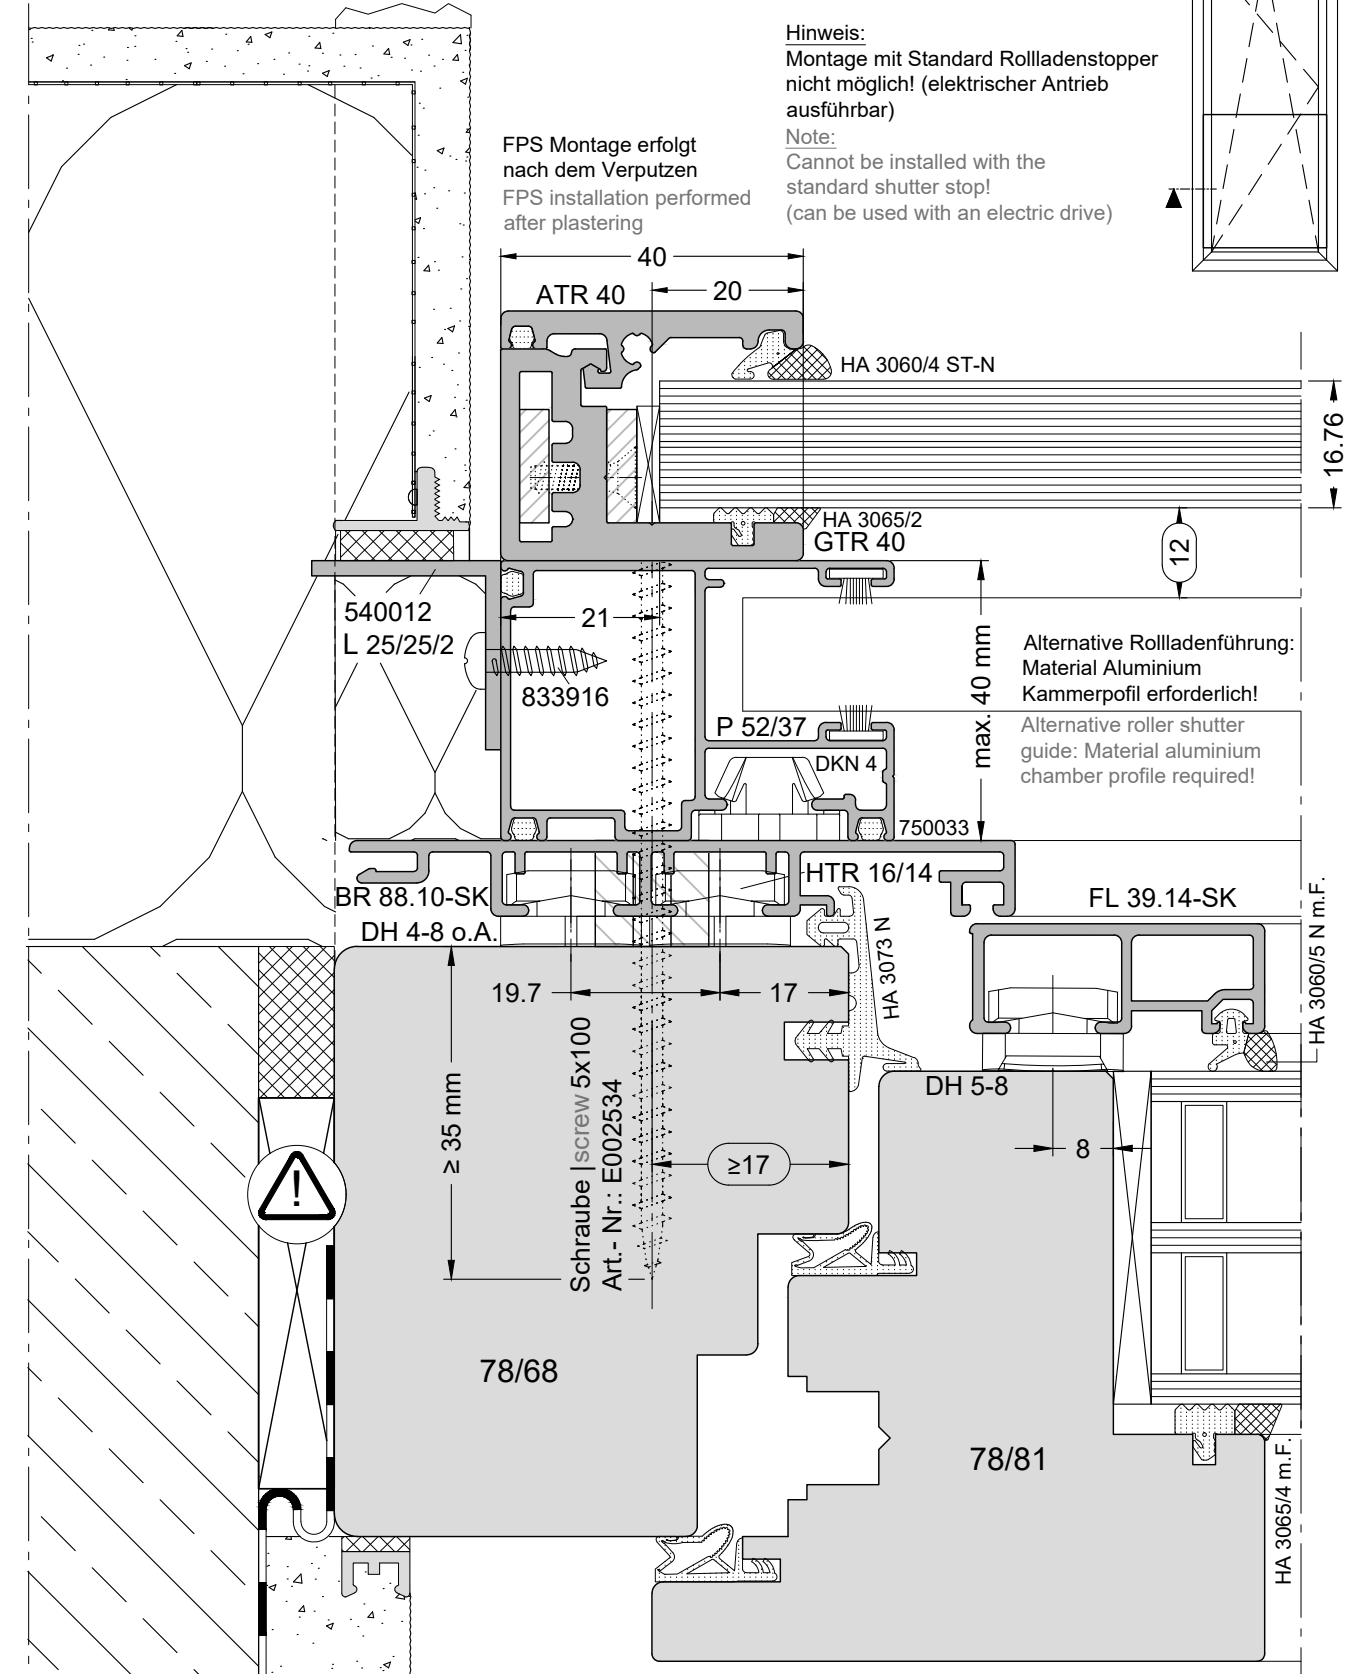 Hinweis:
Montage mit Standard Rollladenstopper
nicht möglich! (elektrischer Antrieb
ausführbar)
Note:
Cannot be installed with the
standard shutter stop!
(can be used with an electric drive)
FPS Montage erfolgt
nach dem Verputzen
FPS installation performed
after plastering
40
ATR 40
20
HA 3060/4 ST-N
16.76
HA 3065/2
GTR 40
12
540012
L 25/25/2
21
833916
max. 40 mm
Alternative Rollladenführung:
Material Aluminium
Kammerpofil erforderlich!
Alternative roller shutter
guide: Material aluminium
chamber profile required!
P 52/37
DKN 4
750033
HTR 16/14
BR 88.10-SK
FL 39.14-SK
DH 4-8 o.A.
HA 3073 N
HA 3060/5 N m.F.
19.7
17
≥ 35 mm
Schraube |screw 5x100
Art.- Nr.: E002534
DH 5-8
8
≥17
!
78/68
78/81
HA 3065/4 m.F.